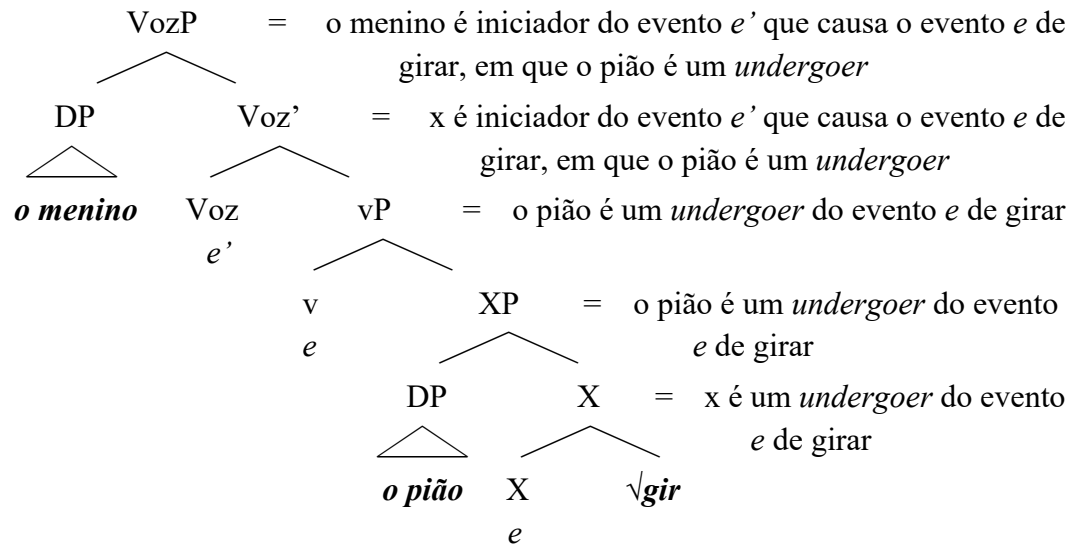 VozP = o menino é iniciador do evento e’ que causa o evento e de
girar, em que o pião é um undergoer
DP Voz’ = x é iniciador do evento e’ que causa o evento e de
girar, em que o pião é um undergoer
o menino Voz vP = o pião é um undergoer do evento e de girar
e’
v XP = o pião é um undergoer do evento
e e de girar
DP X = x é um undergoer do evento
e de girar
o pião X √gir
e